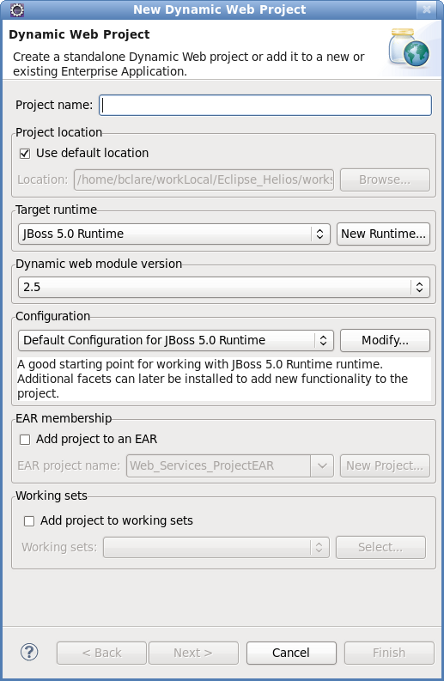 New Dynamic Web Project
Dynamic Web Project
Create a standalone Dynamic Web project or add it to a new or
existing Enterprise Application.
Project name:
Project location
Use default location
Location: /home/bclare/workLocal/Eclipse_Helios/works Browse...
Target runtime
JBoss 5.0 Runtime New Runtime...
Dynamic web module version
2.5
Configuration
Default Configuration for JBoss 5.0 Runtime Modify...
A good starting point for working with JBoss 5.0 Runtime runtime.
Additional facets can later be installed to add new functionality to the
project.
EAR membership
Add project to an EAR
EAR project name: Web_Services_ProjectEAR New Project...
Working sets
Add project to working sets
Working sets: Select...
? < Back Next > Cancel Finish